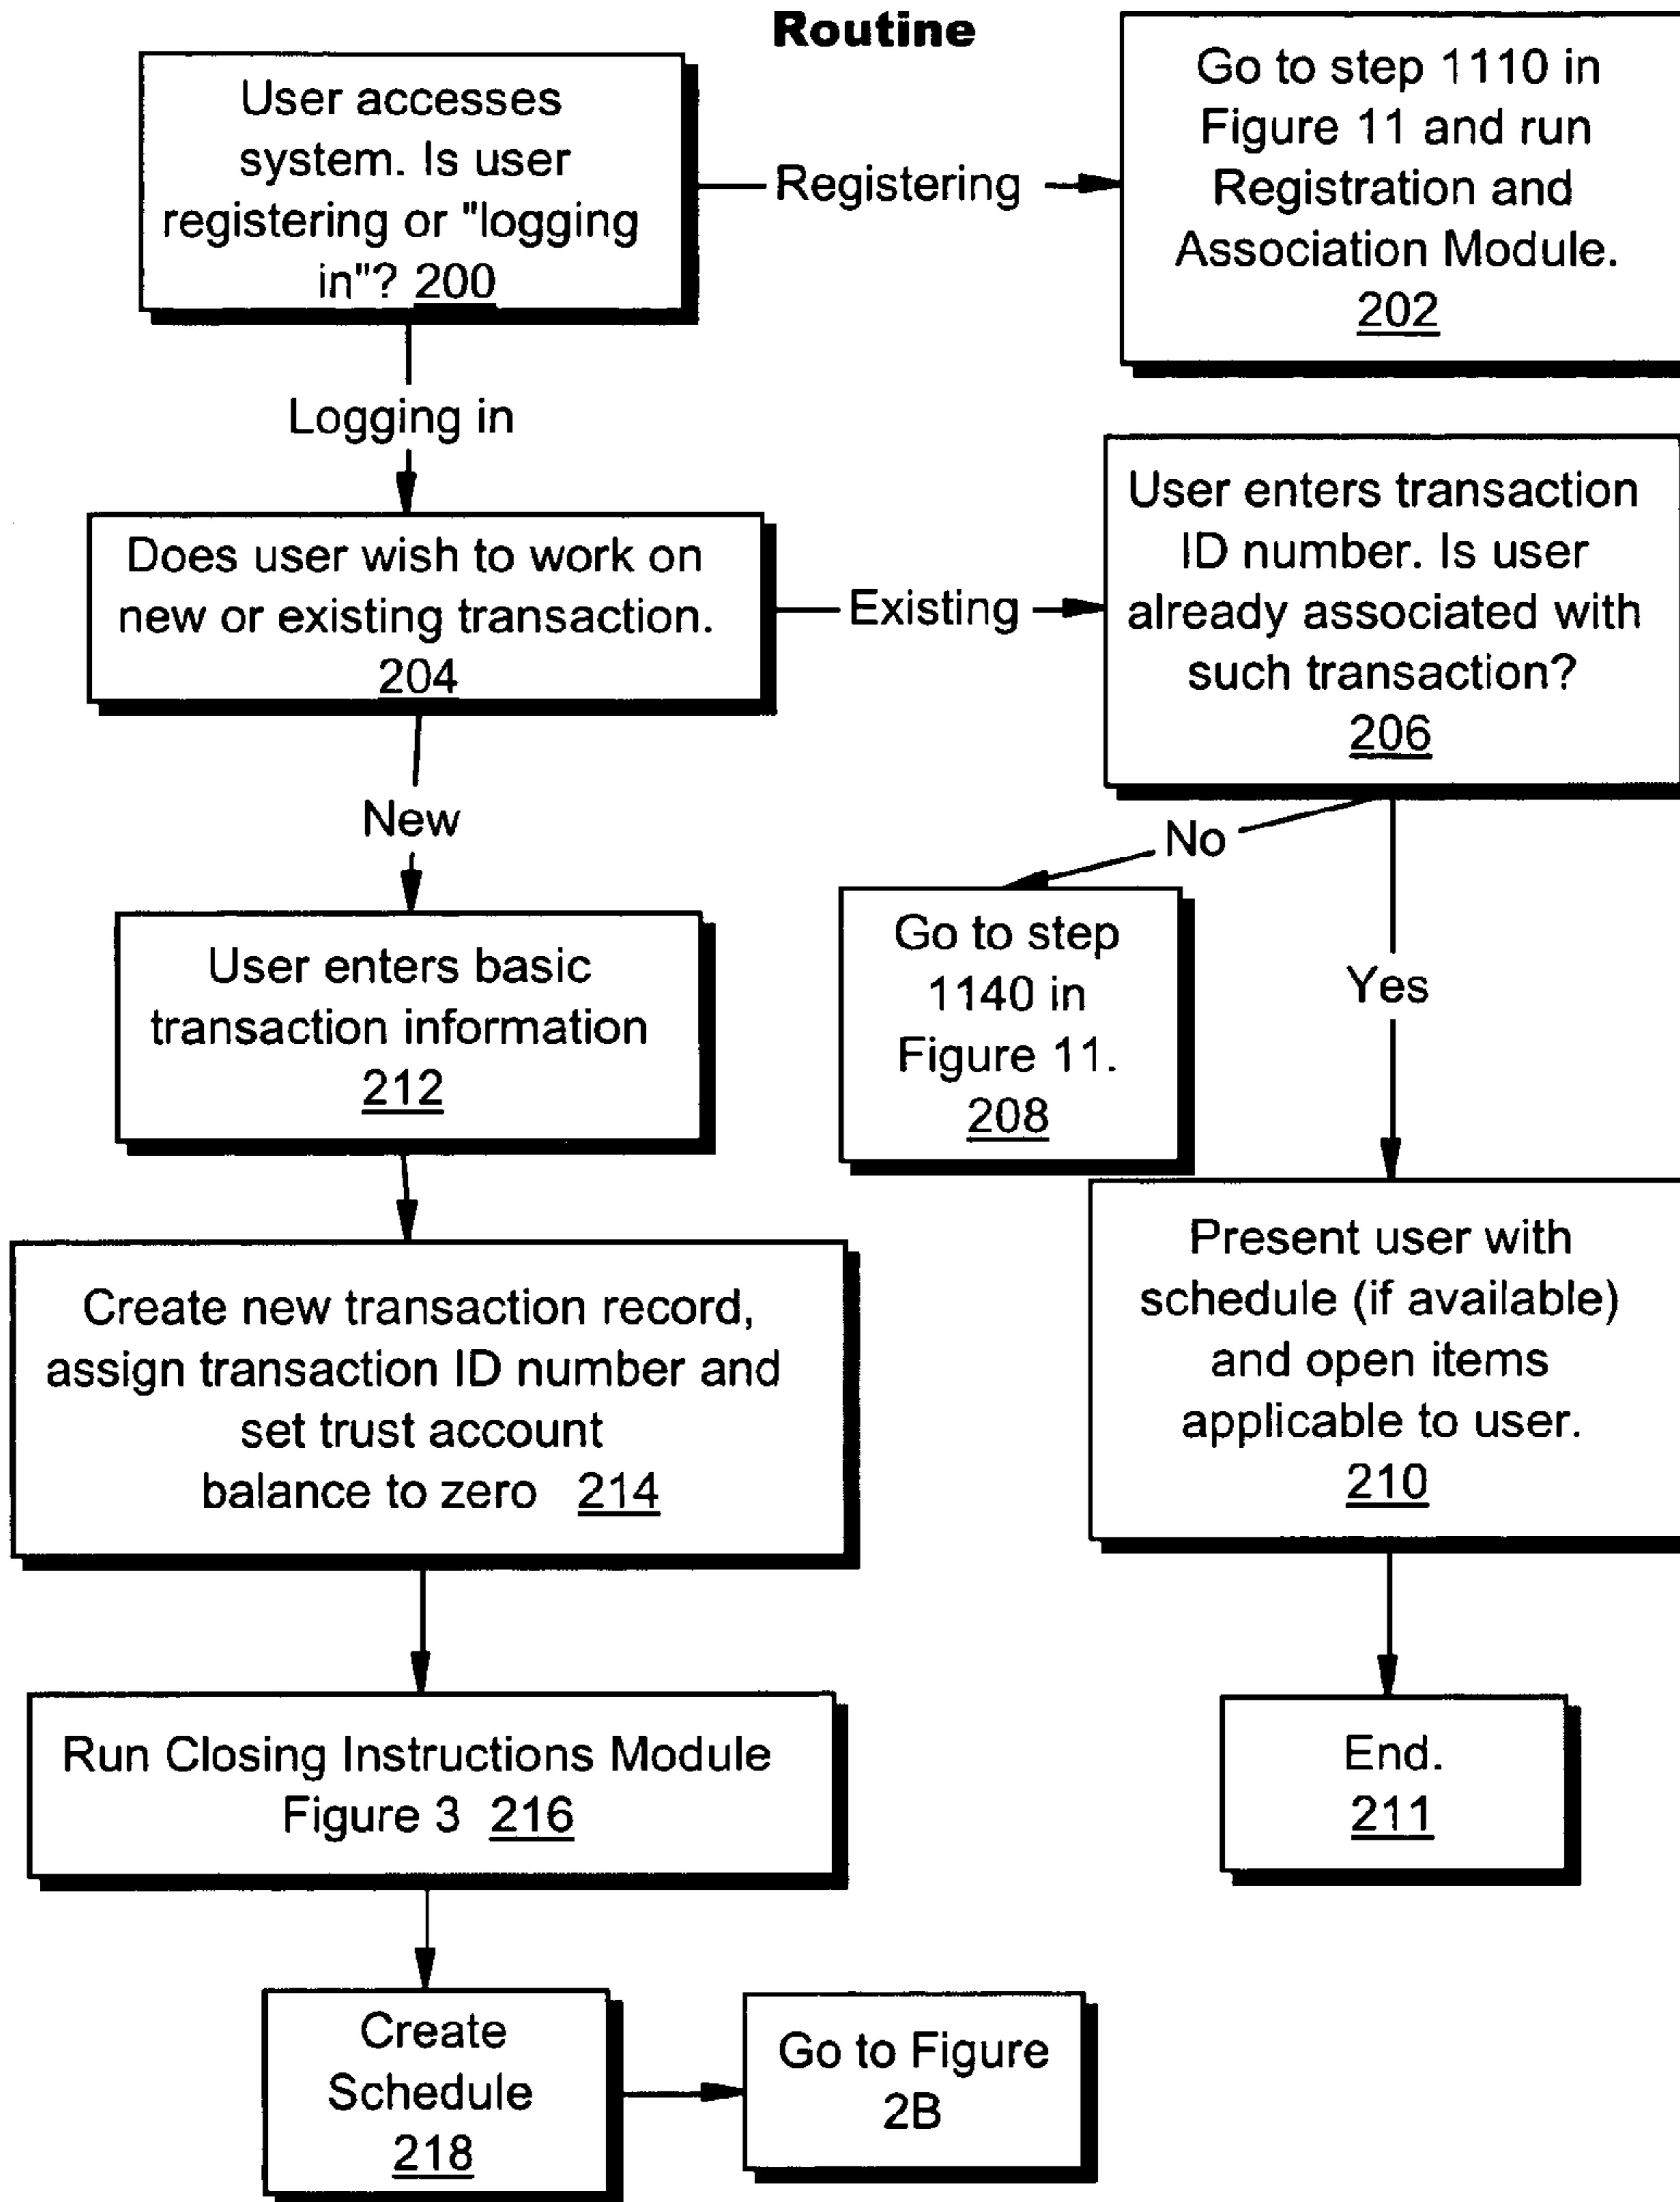 Routine
User accesses
system. Is user
registering or "logging
in"? 200
Registering
Go to step 1110 in
Figure 11 and run
Registration and
Association Module.
202
Logging in
Does user wish to work on
new or existing transaction.
204
Existing
User enters transaction
ID number. Is user
already associated with
such transaction?
206
New
No
Go to step
1140 in
Figure 11.
208
Yes
User enters basic
transaction information
212
Present user with
schedule (if available)
and open items
applicable to user.
210
Create new transaction record,
assign transaction ID number and
set trust account
balance to zero 214
Run Closing Instructions Module
Figure 3 216
End.
211
Create
Schedule
218
Go to Figure
2B